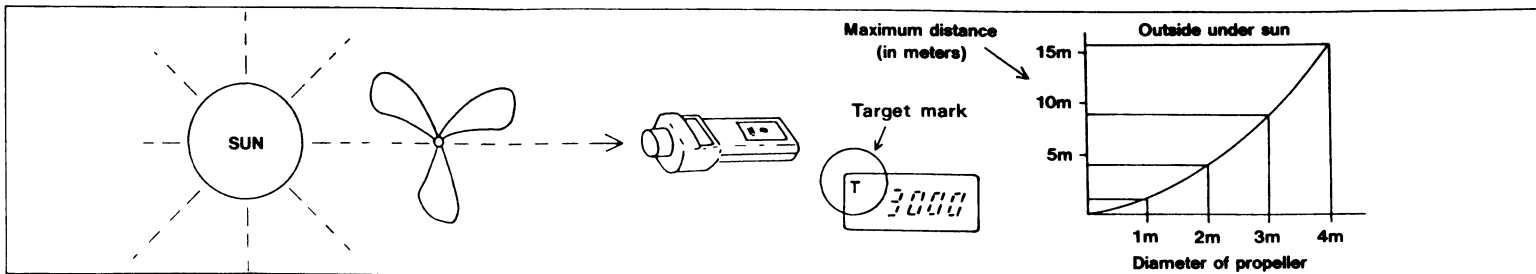 SUN
Target mark
T
3000
Maximum distance
(in meters)
Outside under sun
15m
10m
5m
1m 2m 3m 4m
Diameter of propeller